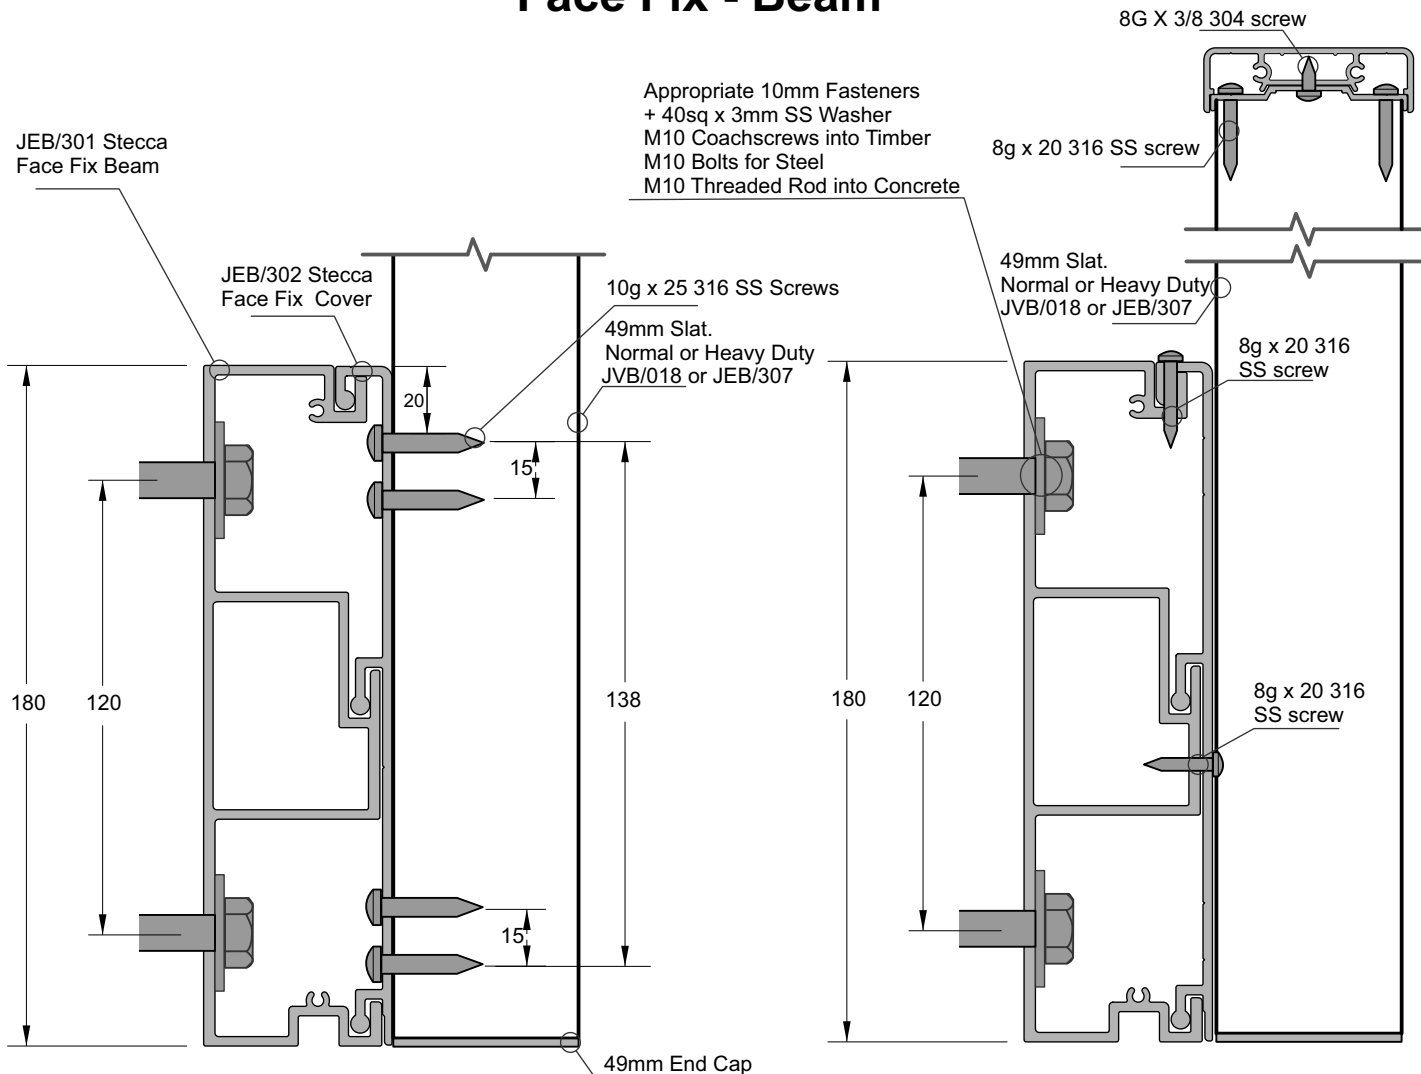 Face Fix - Beam
8G X 3/8 304 screw
Appropriate 10mm Fasteners
+ 40sq x 3mm SS Washer
M10 Coachscrews into Timber
M10 Bolts for Steel
M10 Threaded Rod into Concrete
JEB/301 Stecca
Face Fix Beam
8g x 20 316 SS screw
JEB/302 Stecca
Face Fix  Cover
10g x 25 316 SS Screws
49mm Slat.
Normal or Heavy Duty
JVB/018 or JEB/307
49mm Slat.
Normal or Heavy Duty
JVB/018 or JEB/307
8g x 20 316
SS screw
20
15
180
120
138
180
120
8g x 20 316
SS screw
15
49mm End Cap